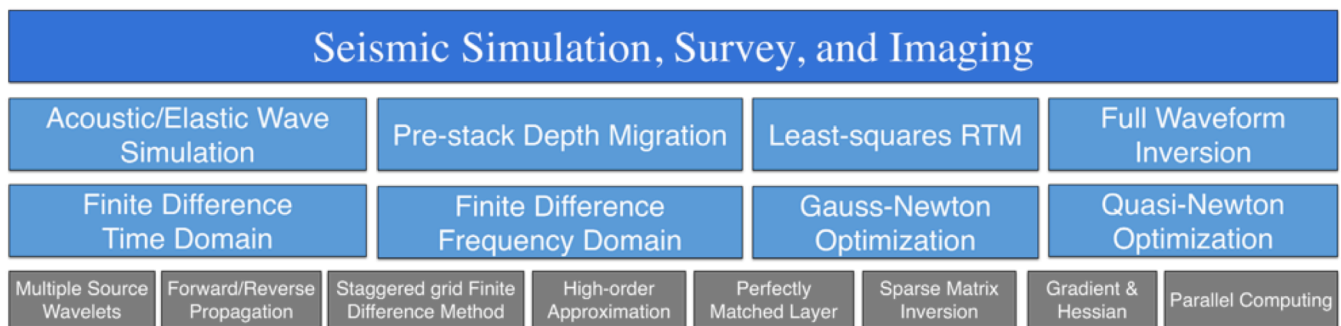 Seismic Simulation, Survey, and Imaging
Acoustic/Elastic Wave
Simulation
Pre-stack Depth Migration
Least-squares RTM
Full Waveform
Inversion
Finite Difference
Time Domain
Finite Difference
Frequency Domain
Gauss-Newton
Optimization
Quasi-Newton
Optimization
Multiple Source
Wavelets
Forward/Reverse
Propagation
Staggered grid Finite
Difference Method
High-order
Approximation
Perfectly
Matched Layer
Sparse Matrix
Inversion
Gradient &
Hessian
Parallel Computing